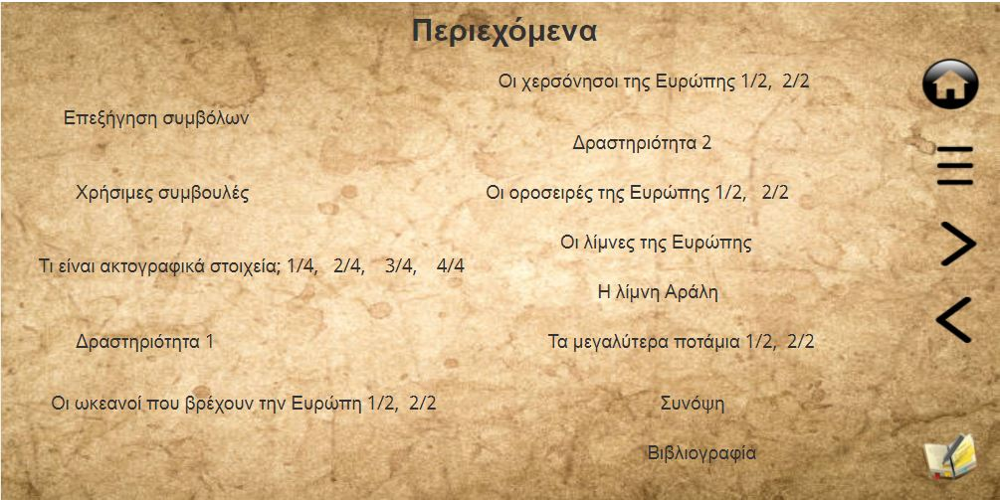 Περιεχόμενα
Επεξήγηση συμβόλων
Χρήσιμες συμβουλές
Τι είναι ακτογραφικά στοιχεία; 1/4, 2/4, 3/4, 4/4
Δραστηριότητα 1
Οι ωκεανοί που βρέχουν την Ευρώπη 1/2, 2/2
Οι χερσόνησοι της Ευρώπης 1/2, 2/2
Δραστηριότητα 2
Οι οροσειρές της Ευρώπης 1/2, 2/2
Οι λίμνες της Ευρώπης
Η λίμνη Αράλη
Τα μεγαλύτερα ποτάμια 1/2, 2/2
Συνόψη
Βιβλιογραφία